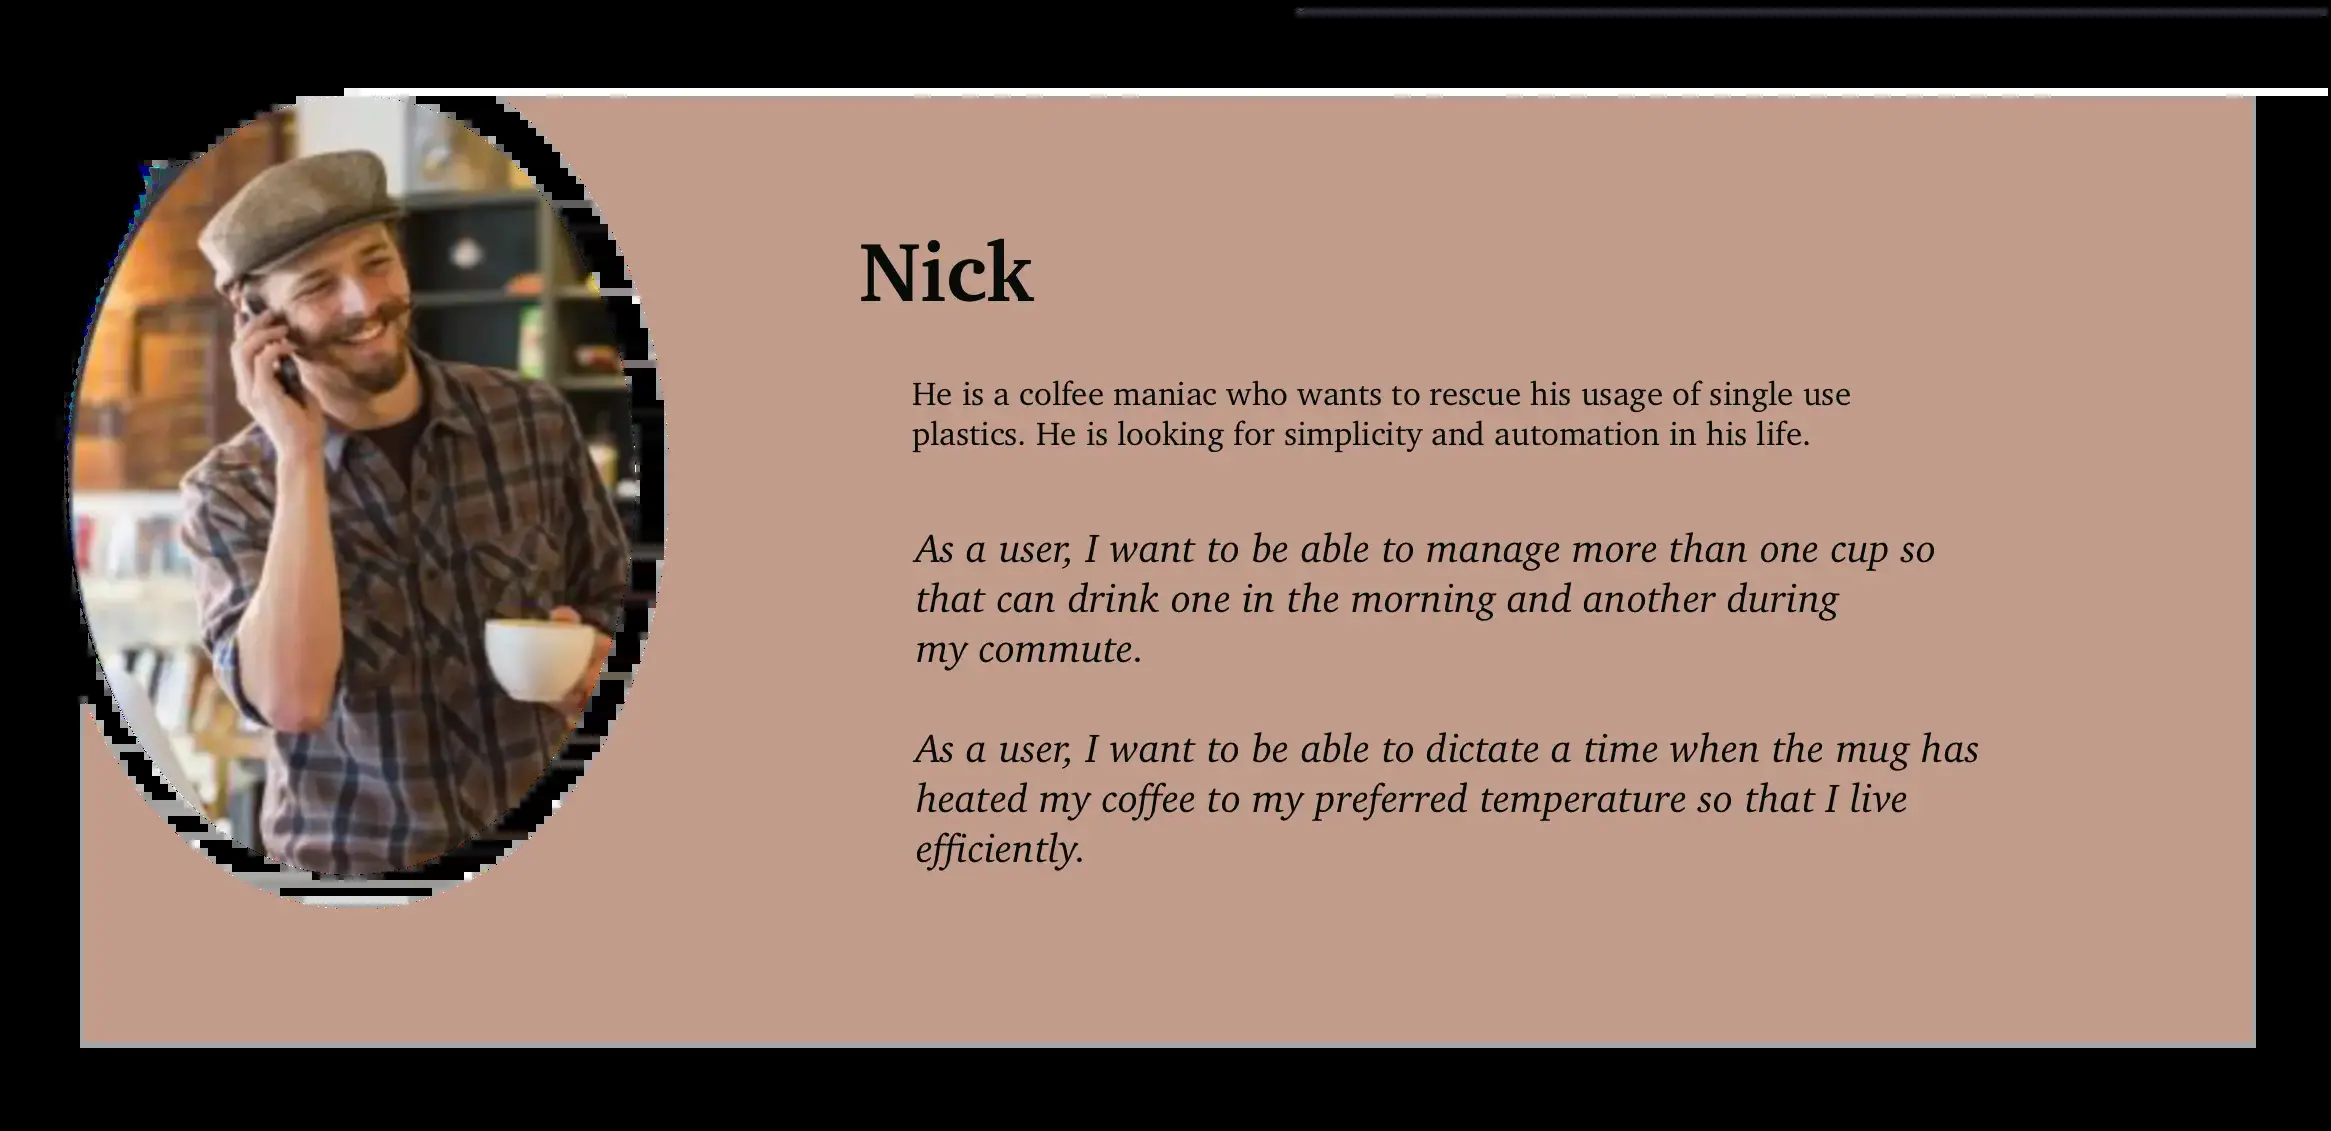 Nick
He is a colfee maniac who wants to rescue his usage of single use
plastics. He is looking for simplicity and automation in his life.
As a user, I want to be able to manage more than one cup so
that can drink one in the morning and another during
my commute.
As a user, I want to be able to dictate a time when the mug has
heated my coffee to my preferred temperature so that I live
efficiently.